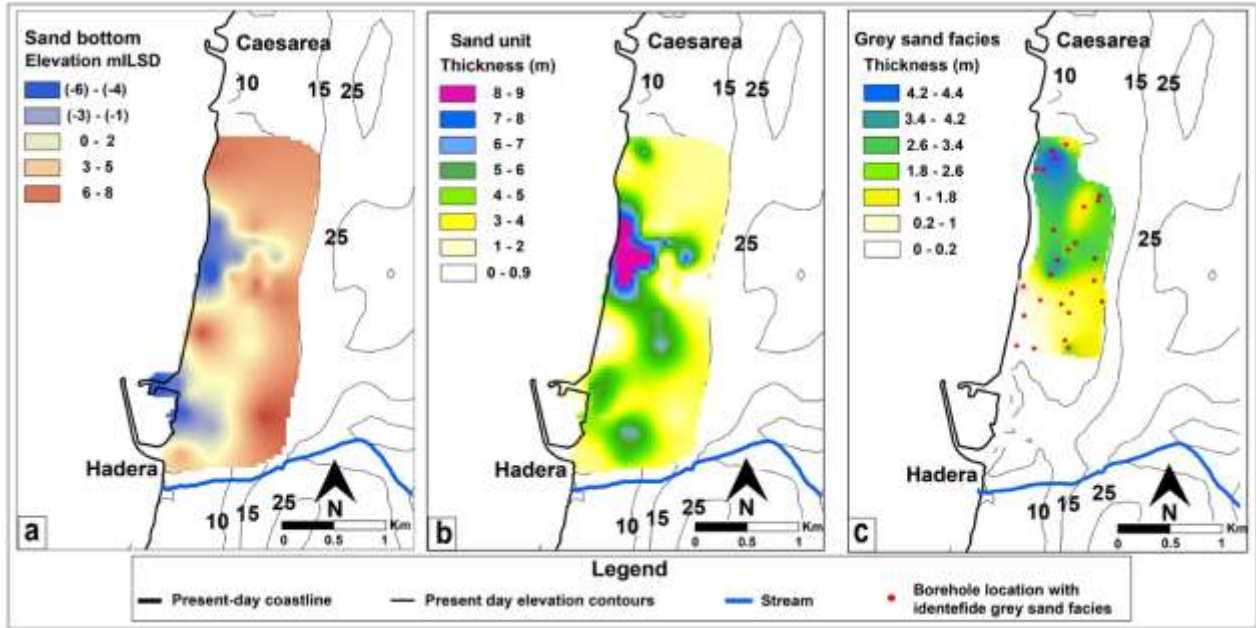 Sand bottom
Elevation mILSD
(-6) - (-4)
(-3) - (-1)
0 - 2
3 - 5
6 - 8
Caesarea
10
15
25
25
Hadera
10
15
25
N
0
0.5
1
Km
a
Sand unit
Thickness (m)
8 - 9
7 - 8
6 - 7
5 - 6
4 - 5
3 - 4
1 - 2
0 - 0.9
Caesarea
10
15
25
25
Hadera
10
15
25
N
0
0.5
1
Km
b
Grey sand facies
Thickness (m)
4.2 - 4.4
3.4 - 4.2
2.6 - 3.4
1.8 - 2.6
1 - 1.8
0.2 - 1
0 - 0.2
Caesarea
10
15
25
25
Hadera
10
15
25
N
0
0.5
1
Km
c
Legend
Present-day coastline
Present day elevation contours
Stream
Borehole location with
identefide grey sand facies